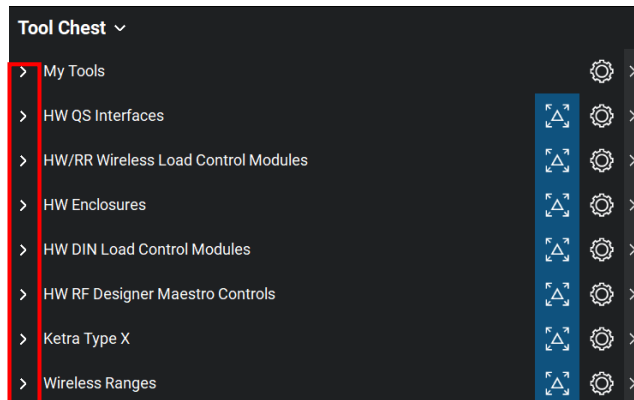 Tool Chest
My Tools
HW QS Interfaces
HW/RR Wireless Load Control Modules
HW Enclosures
HW DIN Load Control Modules
HW RF Designer Maestro Controls
Ketra Type X
Wireless Ranges